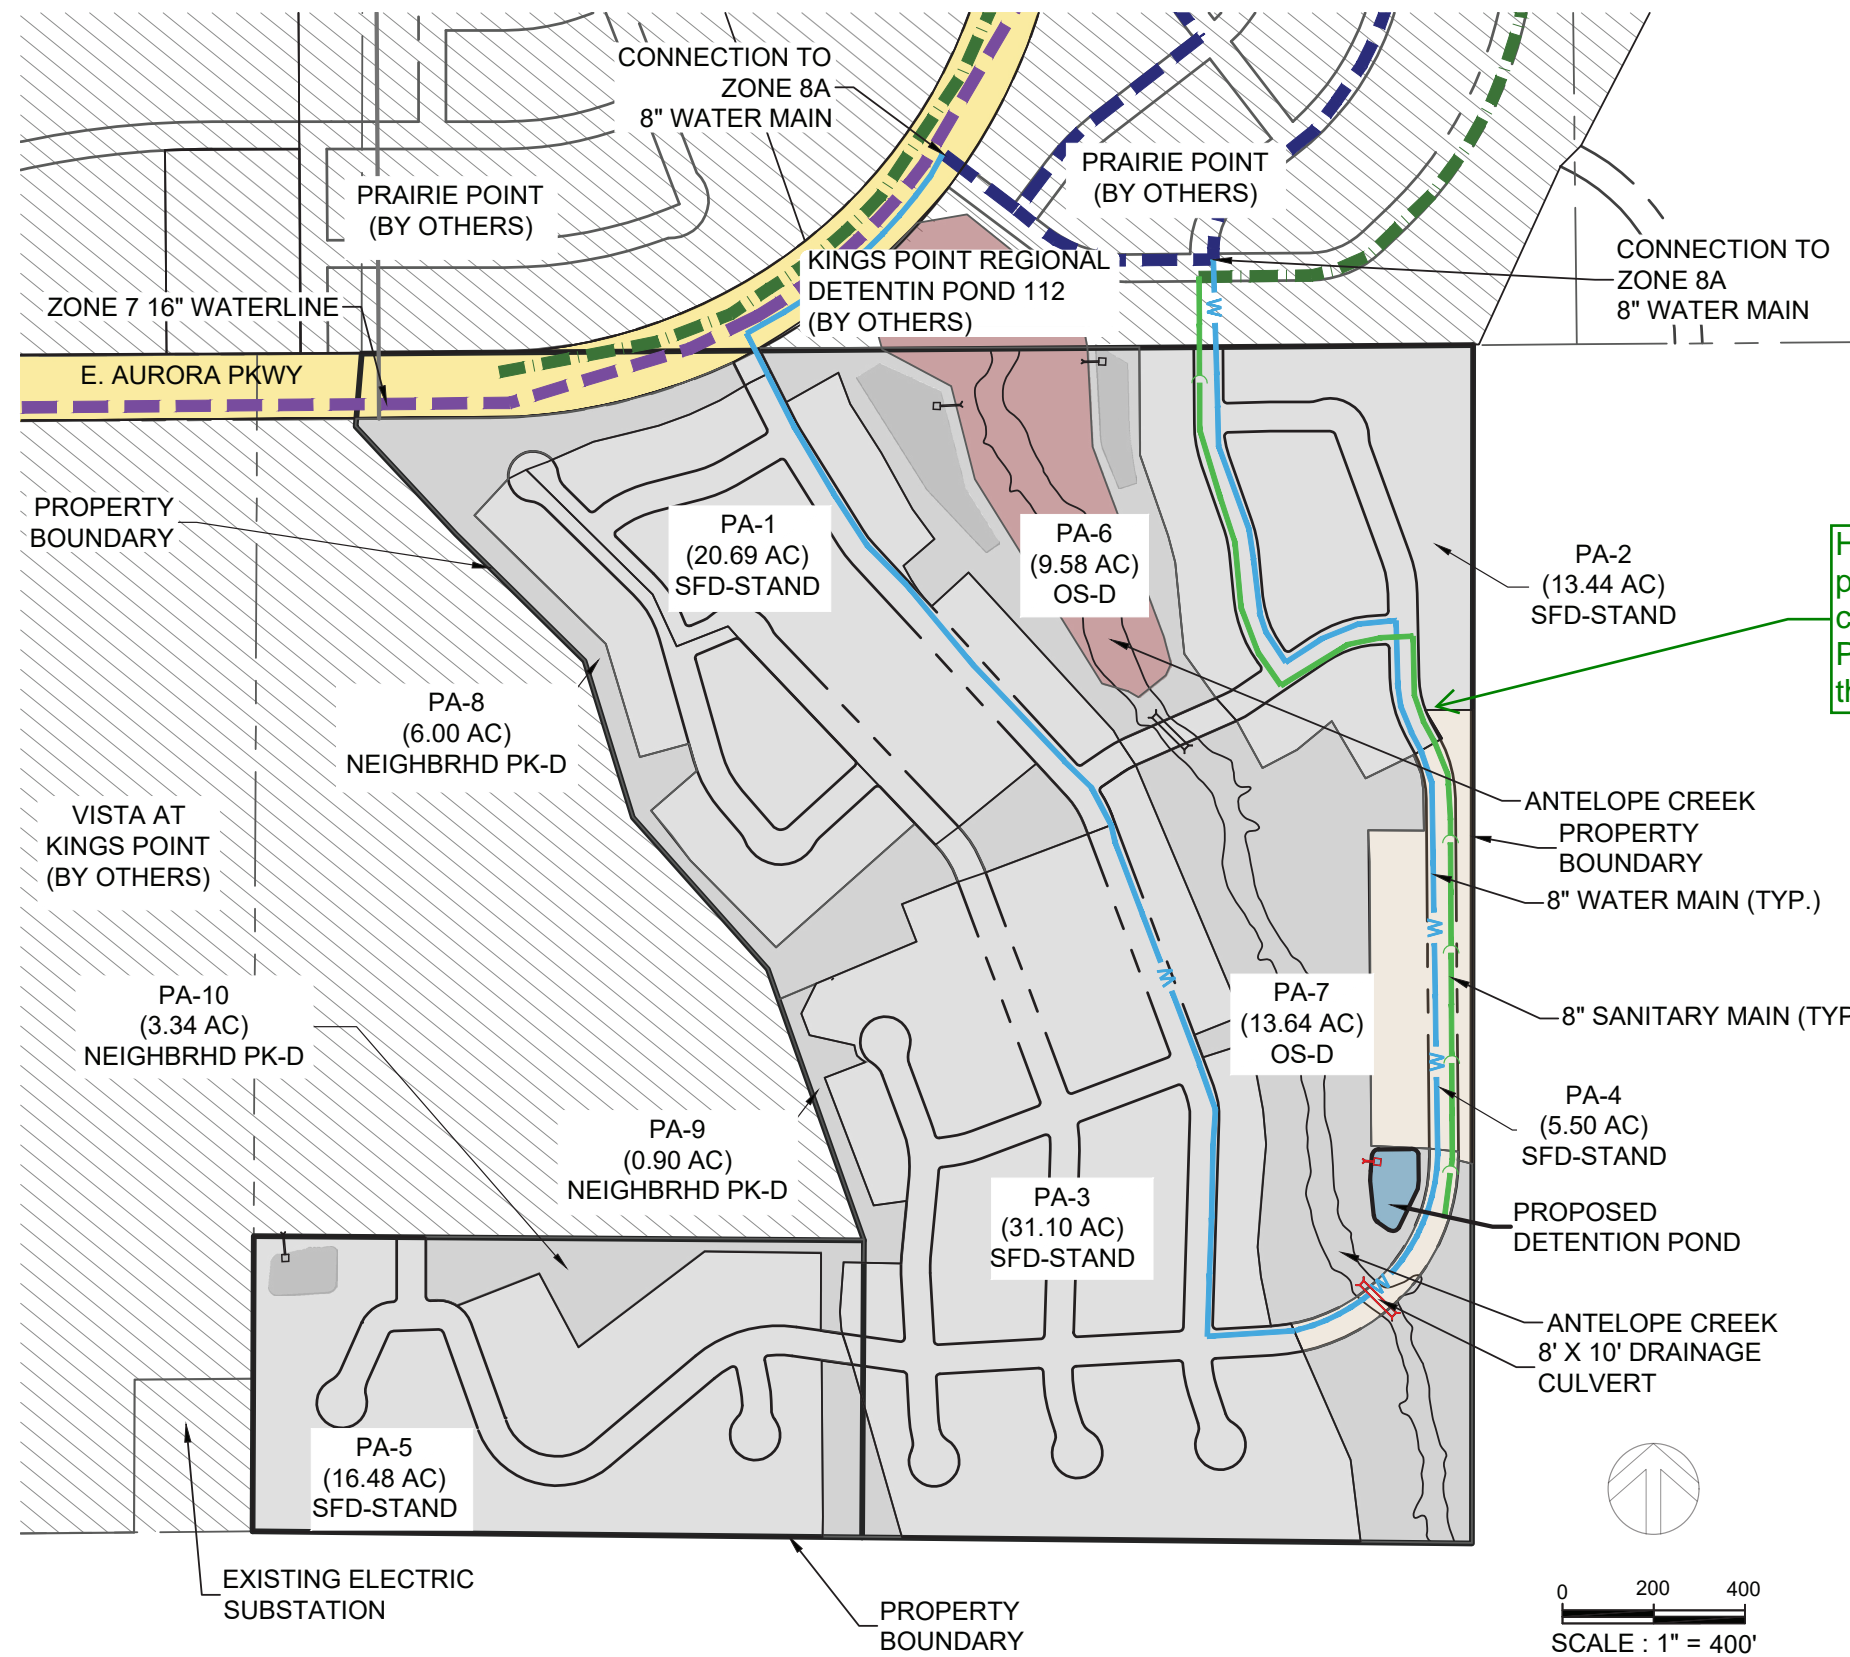 CONNECTION TO
ZONE 8A
8" WATER MAIN
PRAIRIE POINT
(BY OTHERS)
PRAIRIE POINT
(BY OTHERS)
CONNECTION TO
ZONE 8A
8" WATER MAIN
KINGS POINT REGIONAL
DETENTIN POND 112
(BY OTHERS)
ZONE 7 16" WATERLINE
E. AURORA PKWY
W
PROPERTY
BOUNDARY
PA-1
(20.69 AC)
SFD-STAND
PA-6
(9.58 AC)
OS-D
PA-2
(13.44 AC)
SFD-STAND
PA-8
(6.00 AC)
NEIGHBRHD PK-D
VISTA AT
KINGS POINT
(BY OTHERS)
ANTELOPE CREEK
PROPERTY
BOUNDARY
8" WATER MAIN (TYP.)
W
W
PA-10
(3.34 AC)
NEIGHBRHD PK-D
PA-7
(13.64 AC)
OS-D
8" SANITARY MAIN (TYP
W
PA-4
(5.50 AC)
SFD-STAND
PA-9
(0.90 AC)
NEIGHBRHD PK-D
PA-3
(31.10 AC)
SFD-STAND
PROPOSED
DETENTION POND
W
ANTELOPE CREEK
8' X 10' DRAINAGE
CULVERT
PA-5
(16.48 AC)
SFD-STAND
EXISTING ELECTRIC
SUBSTATION
PROPERTY
BOUNDARY
0 200 400
SCALE : 1" = 400'